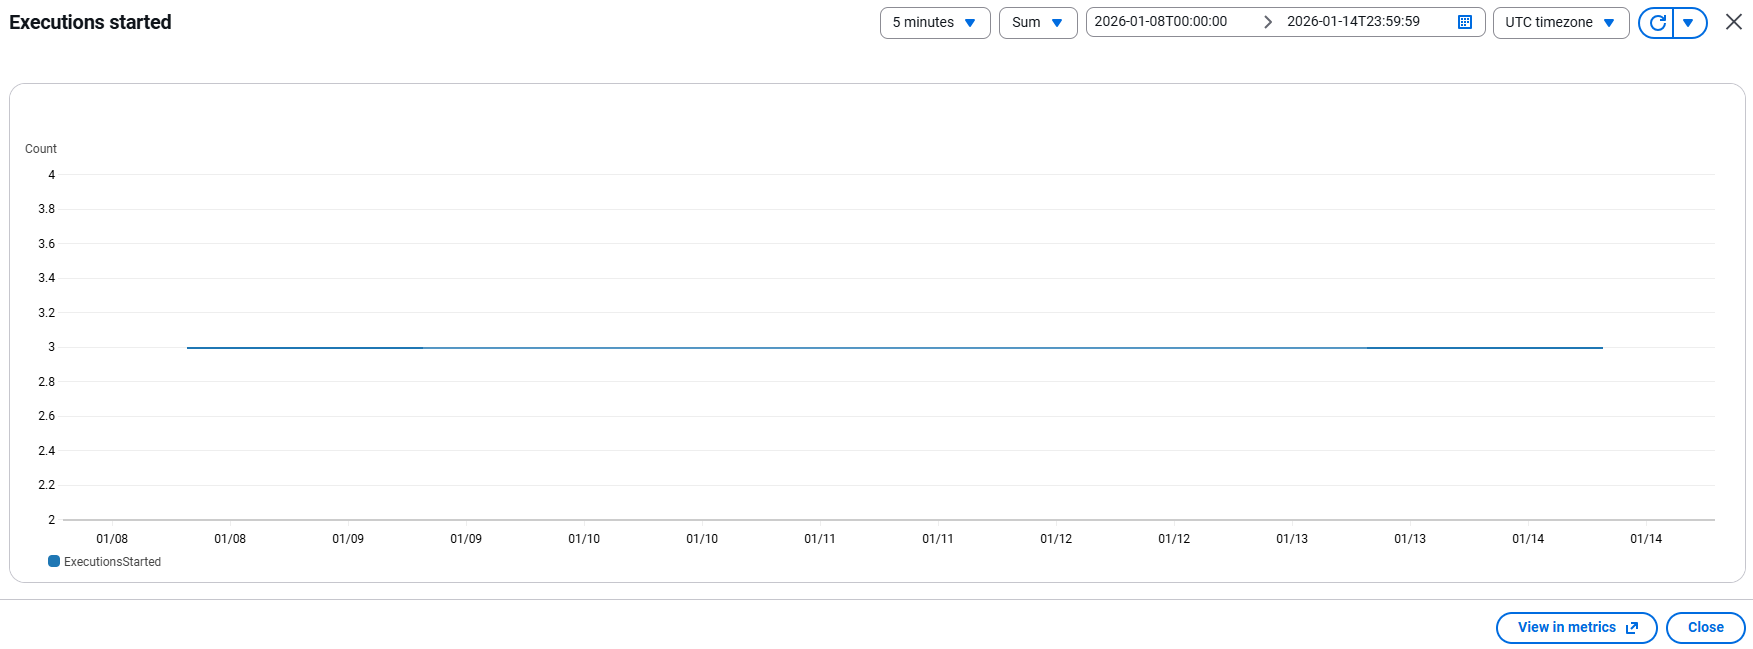 Executions started
5 minutes
Sum
2026-01-08T00:00:00
2026-01-14T23:59:59
UTC timezone
Count
4
3.8
3.6
3.4
3.2
3
2.8
2.6
2.4
2.2
2
01/08 01/08 01/09 01/09 01/10 01/10 01/11 01/11 01/12 01/12 01/13 01/13 01/14 01/14
ExecutionsStarted
View in metrics
Close